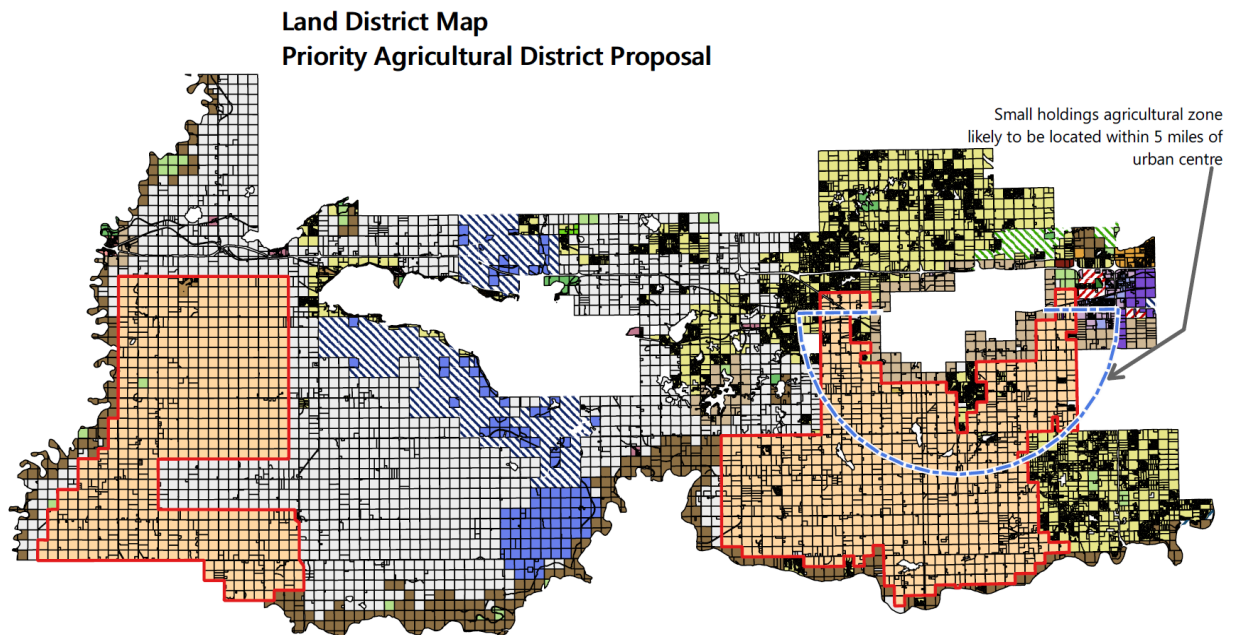 Land District Map
Priority Agricultural District Proposal
Small holdings agricultural zone
likely to be located within 5 miles of
urban centre